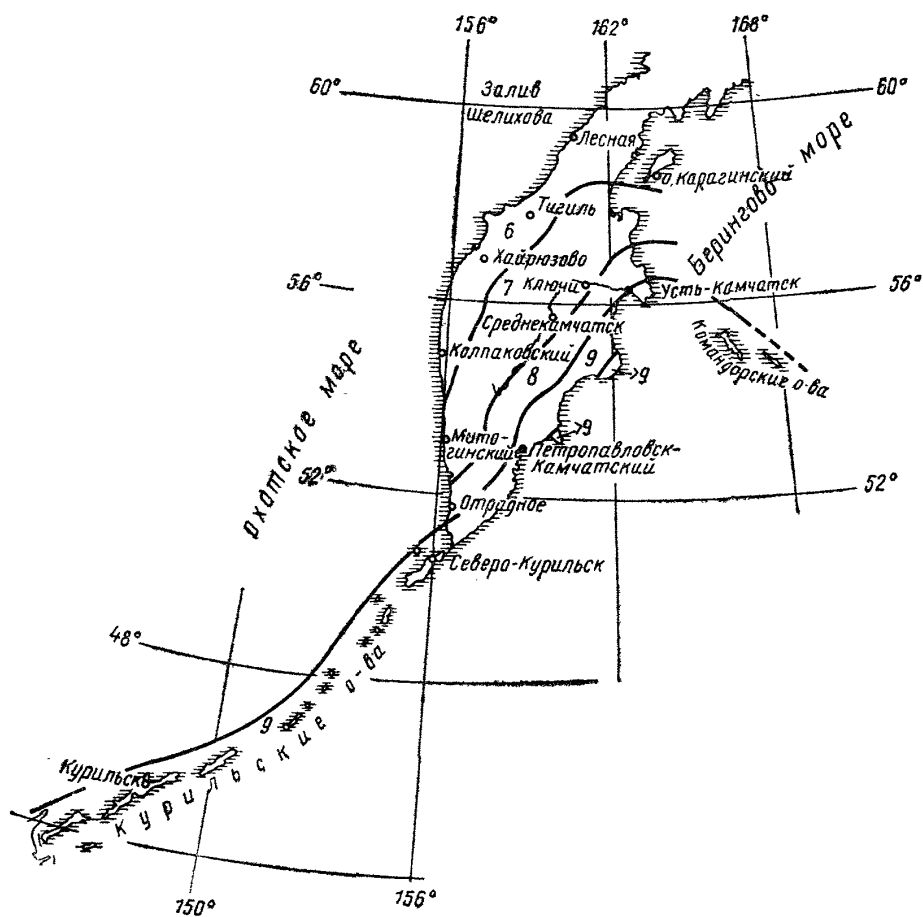 156°
162°
168°
60°
Залив
Шелихова
60°
Лесная
о. Карагинский
Берингово море
Тигиль
6
Хайрюзово
56°
7
Ключи
Усть-Камчатск
56°
Среднекамчатск
Командорские о-ва
Колпаковский
8
9
>9
Охотское море
>9
Мито-
гинский
Петропавловск-
Камчатский
52°
52°
Отрадное
Северо-Курильск
48°
9
Курильские о-ва
Курильск
150°
156°